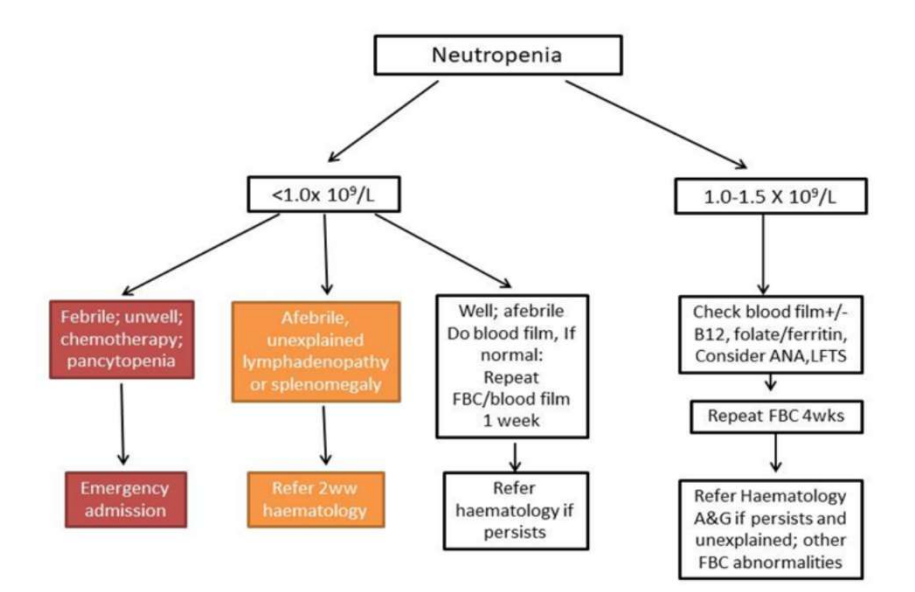 Neutropenia
<1.0x 10⁹/L
1.0-1.5 X 10⁹/L
Febrile; unwell;
chemotherapy;
pancytopenia
Afebrile,
unexplained
lymphadenopathy
or splenomegaly
Well; afebrile
Do blood film, If
normal:
Repeat
FBC/blood film
1 week
Check blood film+/-
B12, folate/ferritin,
Consider ANA,LFTS
Repeat FBC 4wks
Emergency
admission
Refer 2ww
haematology
Refer
haematology if
persists
Refer Haematology
A&G if persists and
unexplained; other
FBC abnormalities